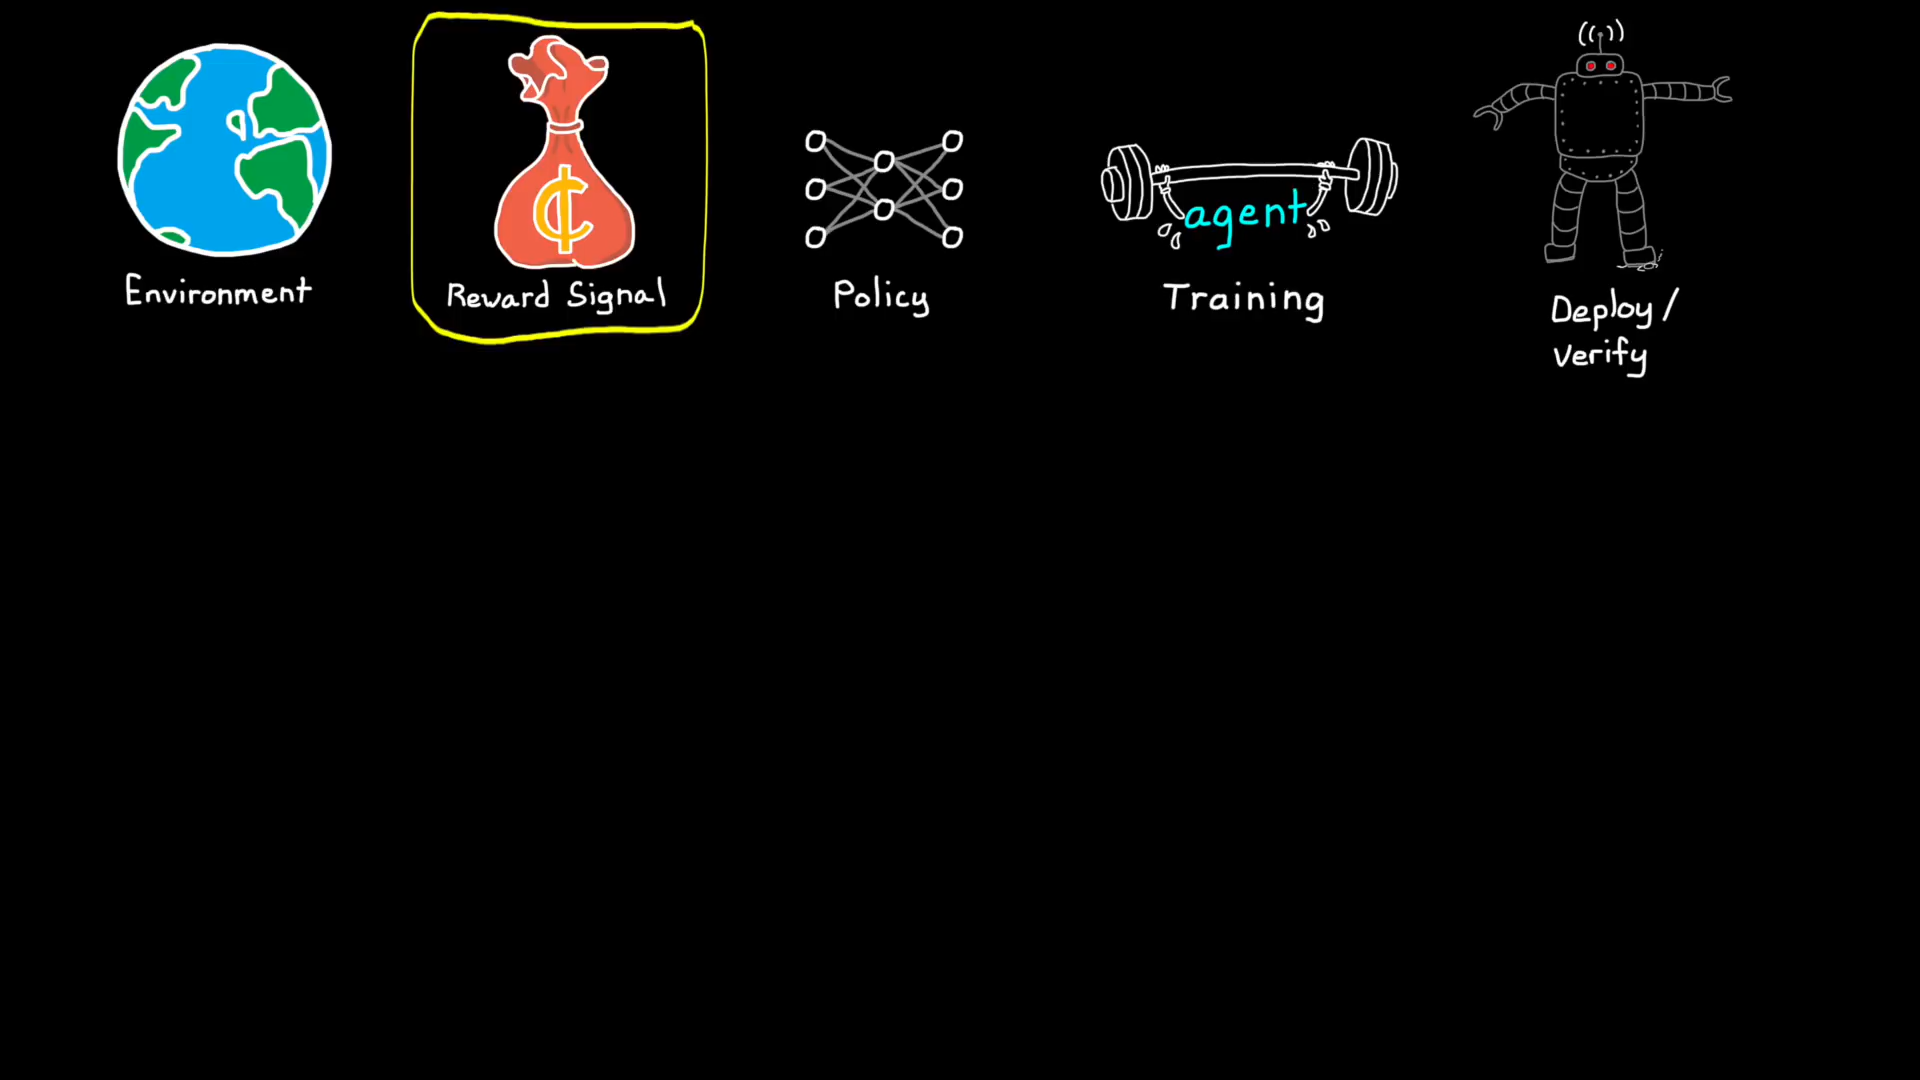 ₵
agent
Environment
Reward Signal
Policy
Training
Deploy/
verify